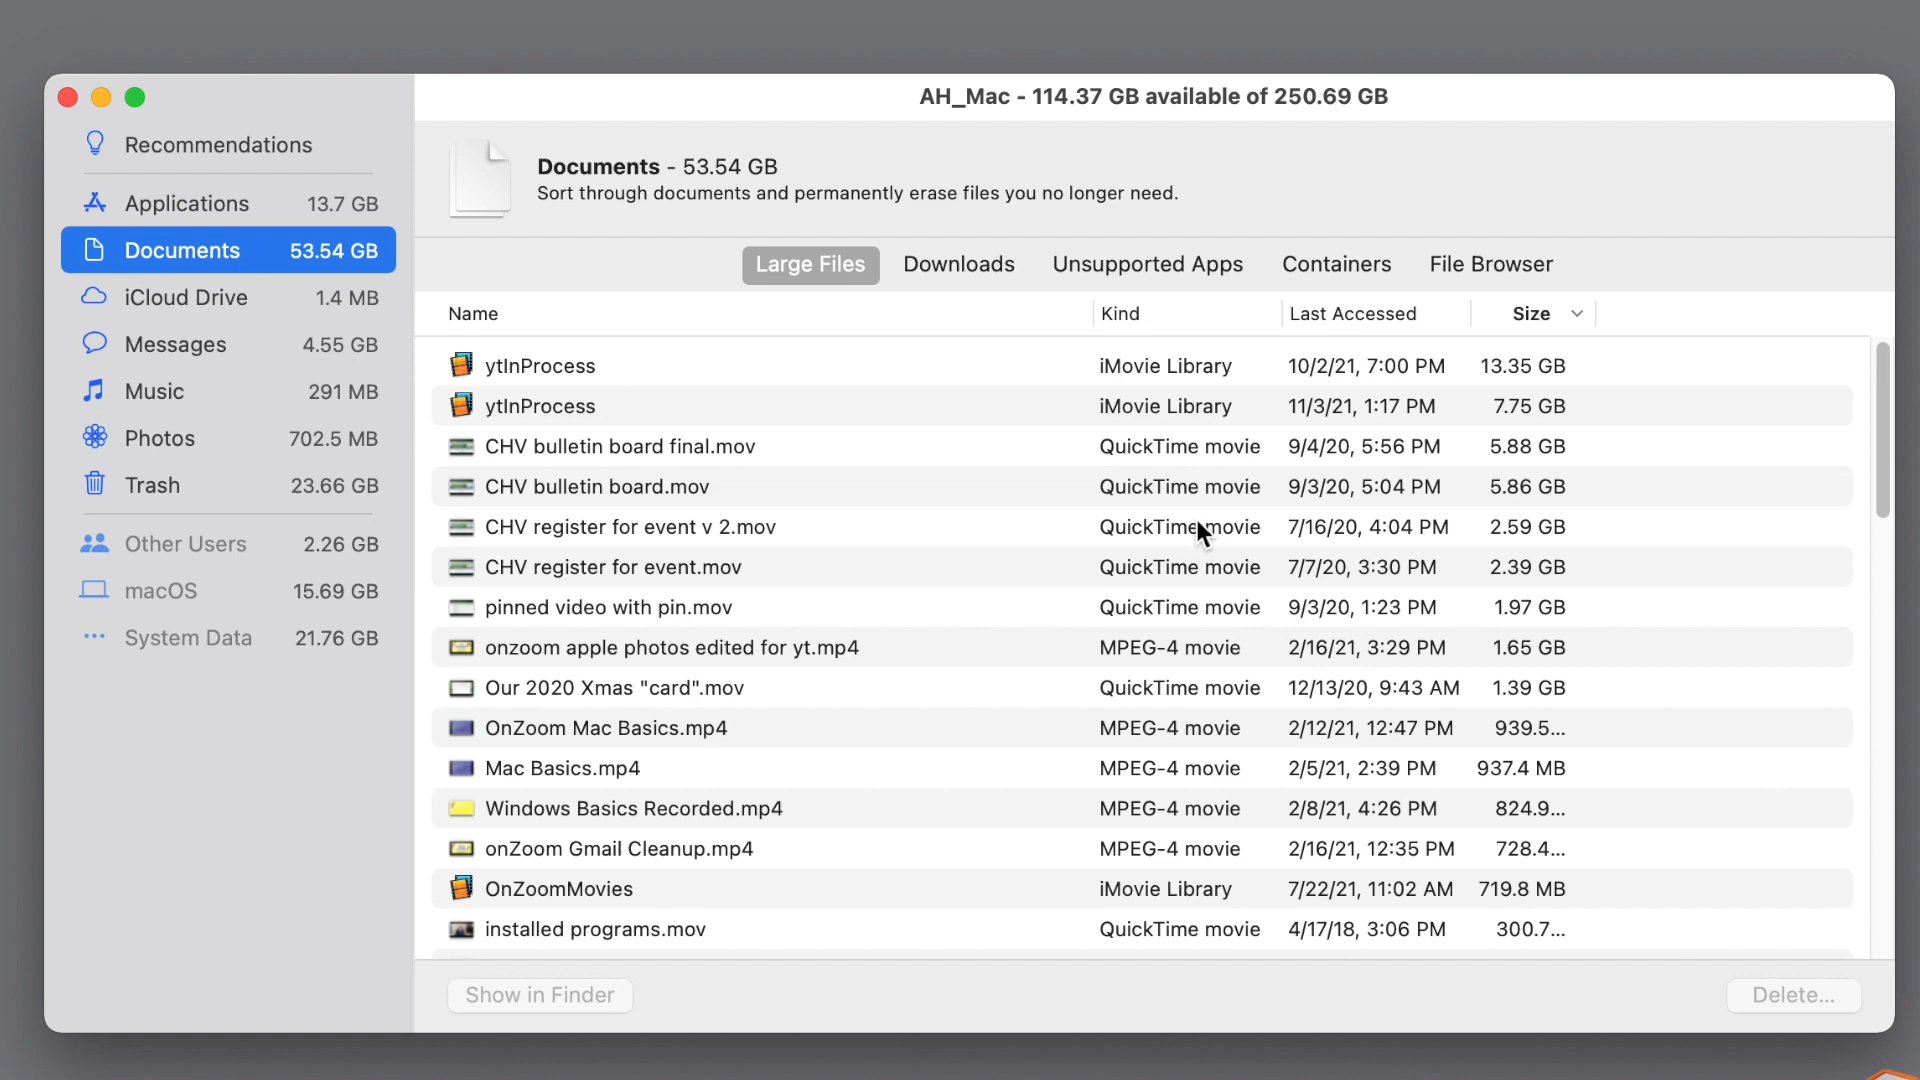 AH_Mac - 114.37 GB available of 250.69 GB
Recommendations
Applications 13.7 GB
Documents 53.54 GB
iCloud Drive 1.4 MB
Messages 4.55 GB
Music 291 MB
Photos 702.5 MB
Trash 23.66 GB
Other Users 2.26 GB
macOS 15.69 GB
System Data 21.76 GB
Documents - 53.54 GB
Sort through documents and permanently erase files you no longer need.
Large Files Downloads Unsupported Apps Containers File Browser
Name Kind Last Accessed Size
ytInProcess iMovie Library 10/2/21, 7:00 PM 13.35 GB
ytInProcess iMovie Library 11/3/21, 1:17 PM 7.75 GB
CHV bulletin board final.mov QuickTime movie 9/4/20, 5:56 PM 5.88 GB
CHV bulletin board.mov QuickTime movie 9/3/20, 5:04 PM 5.86 GB
CHV register for event v 2.mov QuickTime movie 7/16/20, 4:04 PM 2.59 GB
CHV register for event.mov QuickTime movie 7/7/20, 3:30 PM 2.39 GB
pinned video with pin.mov QuickTime movie 9/3/20, 1:23 PM 1.97 GB
onzoom apple photos edited for yt.mp4 MPEG-4 movie 2/16/21, 3:29 PM 1.65 GB
Our 2020 Xmas "card".mov QuickTime movie 12/13/20, 9:43 AM 1.39 GB
OnZoom Mac Basics.mp4 MPEG-4 movie 2/12/21, 12:47 PM 939.5...
Mac Basics.mp4 MPEG-4 movie 2/5/21, 2:39 PM 937.4 MB
Windows Basics Recorded.mp4 MPEG-4 movie 2/8/21, 4:26 PM 824.9...
onZoom Gmail Cleanup.mp4 MPEG-4 movie 2/16/21, 12:35 PM 728.4...
OnZoomMovies iMovie Library 7/22/21, 11:02 AM 719.8 MB
installed programs.mov QuickTime movie 4/17/18, 3:06 PM 300.7...
Show in Finder Delete...